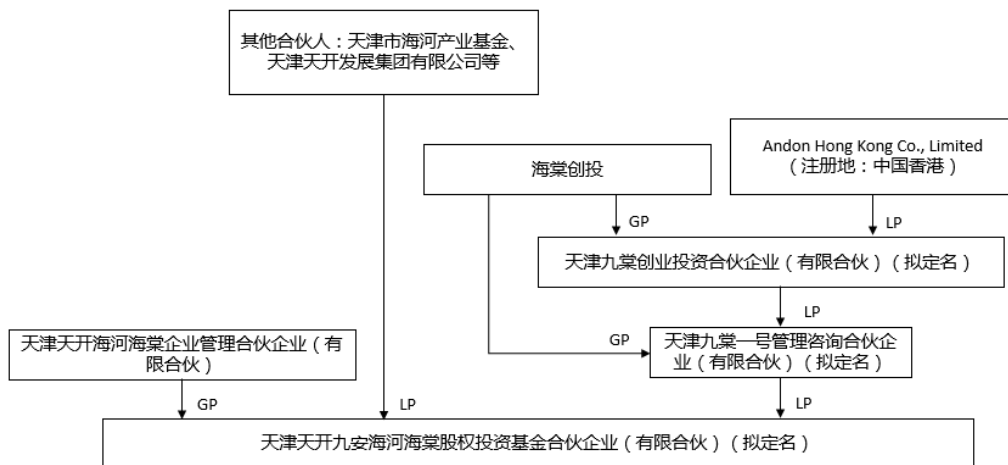 其他合伙人：天津市海河产业基金、
天津天开发展集团有限公司等
海棠创投
Andon Hong Kong Co., Limited
（注册地：中国香港）
GP
LP
天津九棠创业投资合伙企业（有限合伙）（拟定名）
LP
天津天开海河海棠企业管理合伙企业（有
限合伙）
GP
天津九棠一号管理咨询合伙企
业（有限合伙）（拟定名）
GP
LP
LP
天津天开九安海河海棠股权投资基金合伙企业（有限合伙）（拟定名）